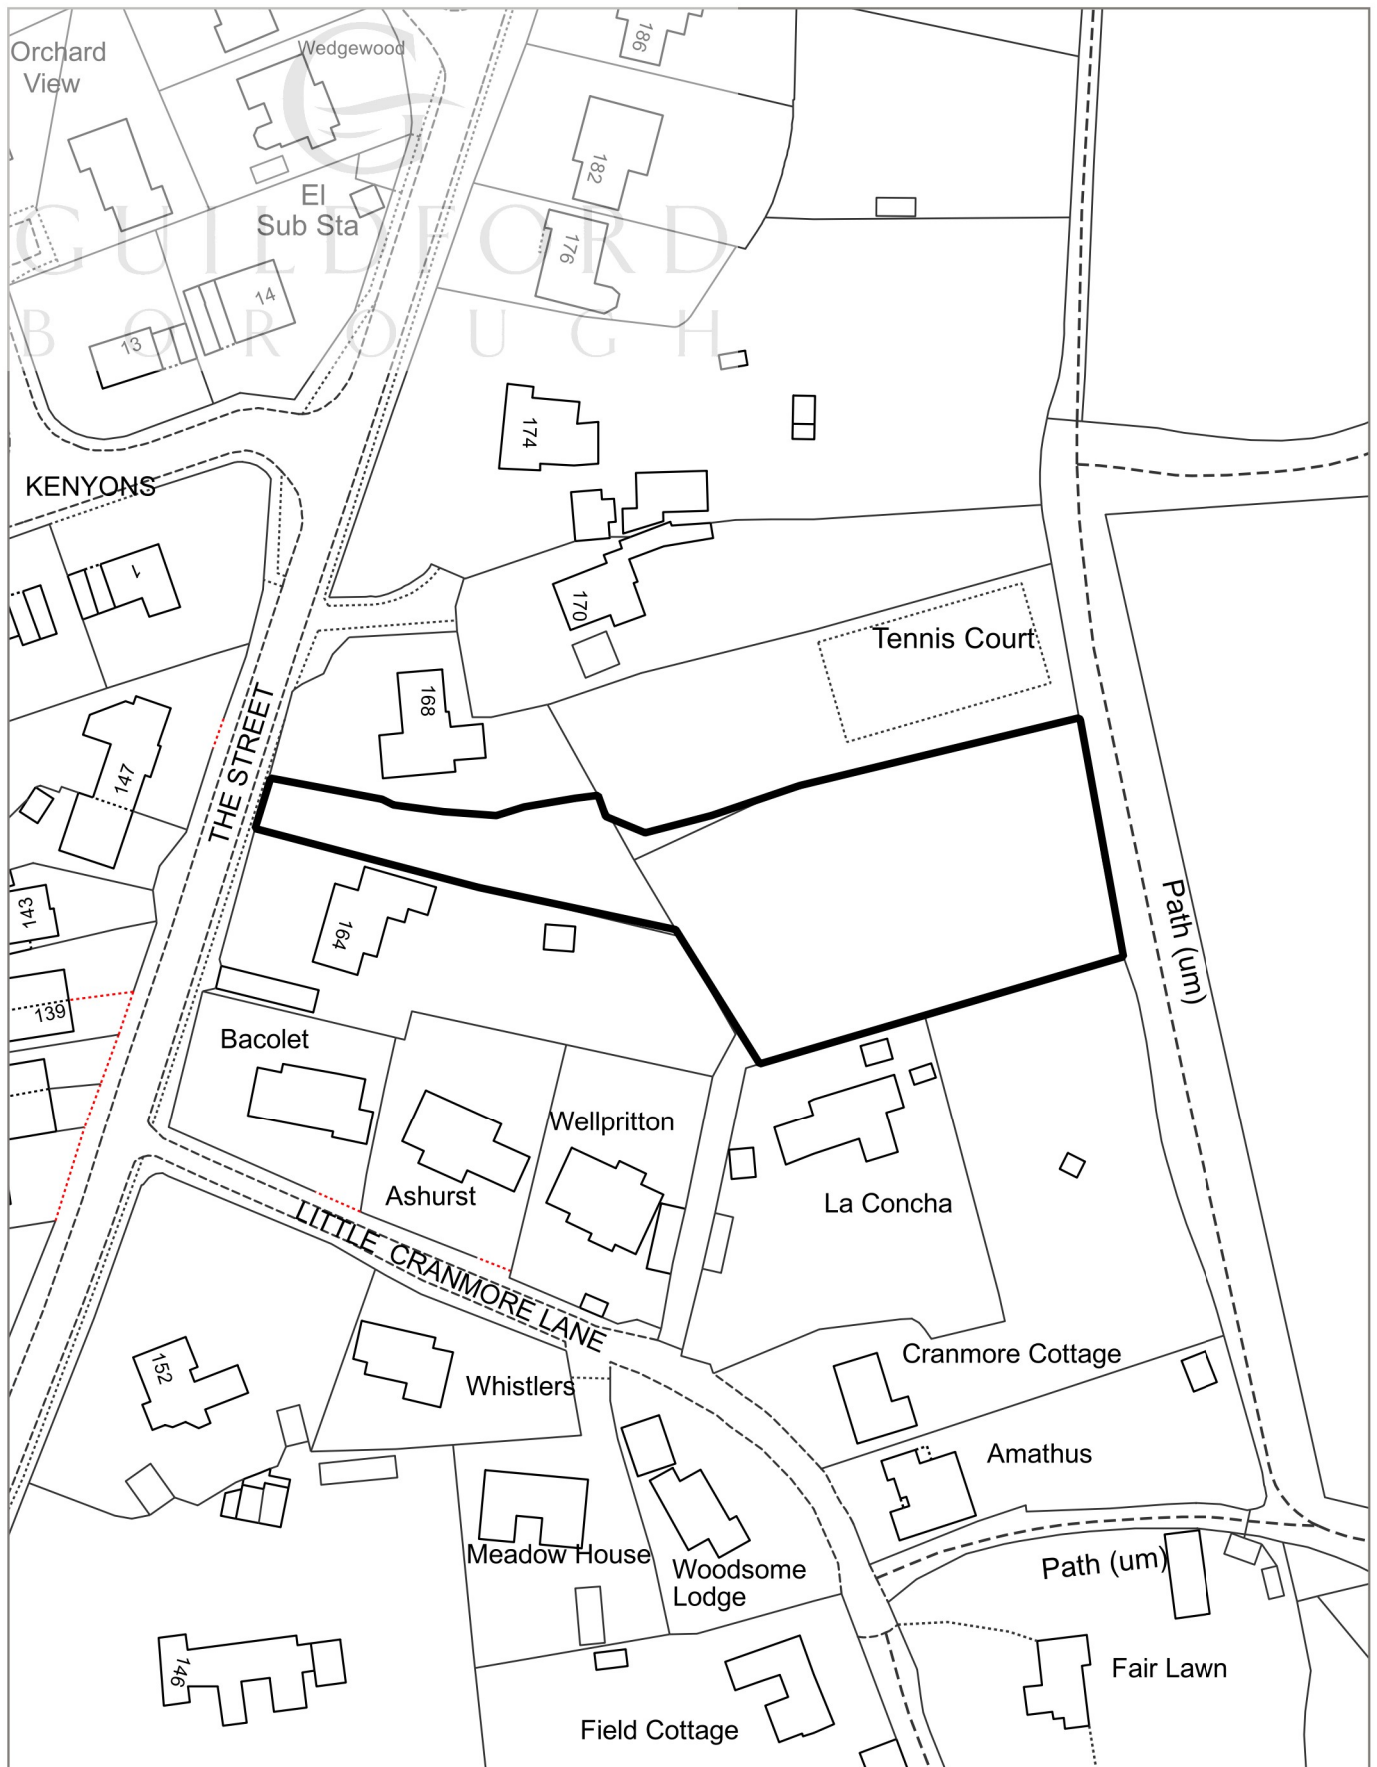 Orchard
View
Wedgewood
186
182
El
Sub Sta
GUILDFORD
BOROUGH
176
14
13
174
KENYONS
1
170
Tennis Court
168
THE STREET
147
143
164
Path (um)
139
Bacolet
Wellpritton
Ashurst
La Concha
LITTLE CRANMORE LANE
Cranmore Cottage
152
Whistlers
Amathus
Meadow House
Woodsome
Lodge
Path (um)
146
Fair Lawn
Field Cottage